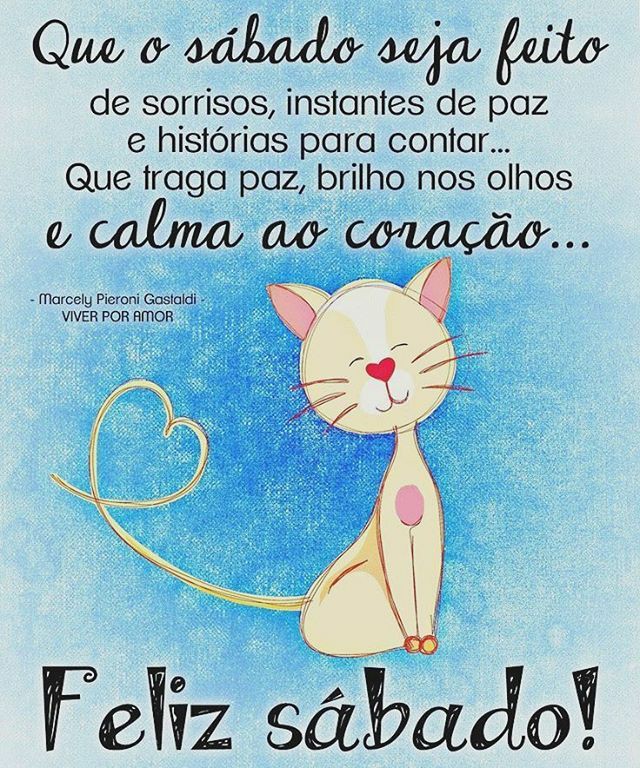 Que o sábado seja feito
de sorrisos, instantes de paz
e histórias para contar...
Que traga paz, brilho nos olhos
e calma ao coração...
- Marcely Pieroni Gastaldi -
VIVER POR AMOR
Feliz sábado!